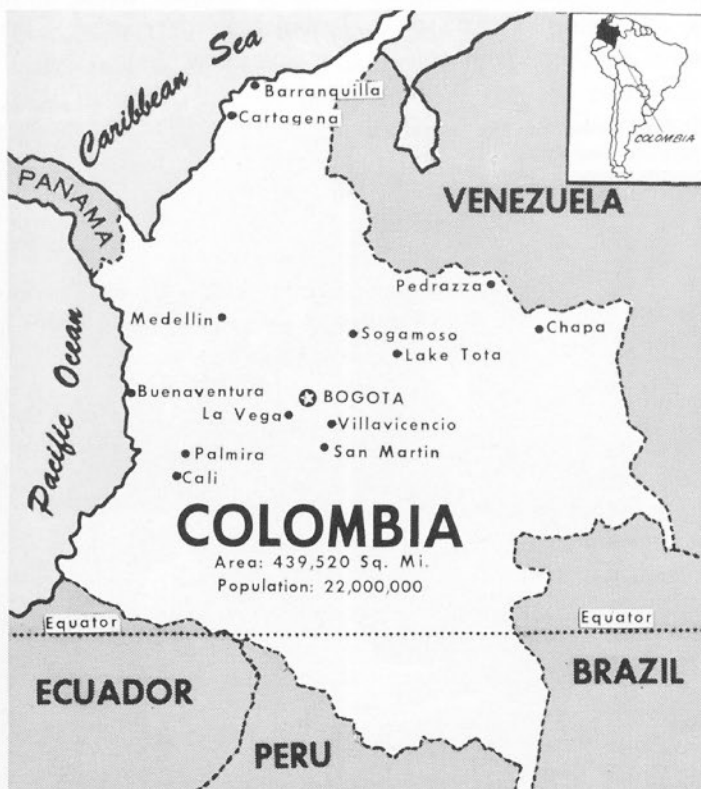 Caribbean Sea
Barranquilla
Cartagena
COLOMBIA
PANAMA
VENEZUELA
Pedrazza
Medellin
Sogamoso
Chapa
Lake Tota
Pacific Ocean
Buenaventura
BOGOTA
La Vega
Villavicencio
Palmira
San Martin
Cali
COLOMBIA
Area: 439,520 Sq. Mi.
Population: 22,000,000
Equator
Equator
ECUADOR
BRAZIL
PERU